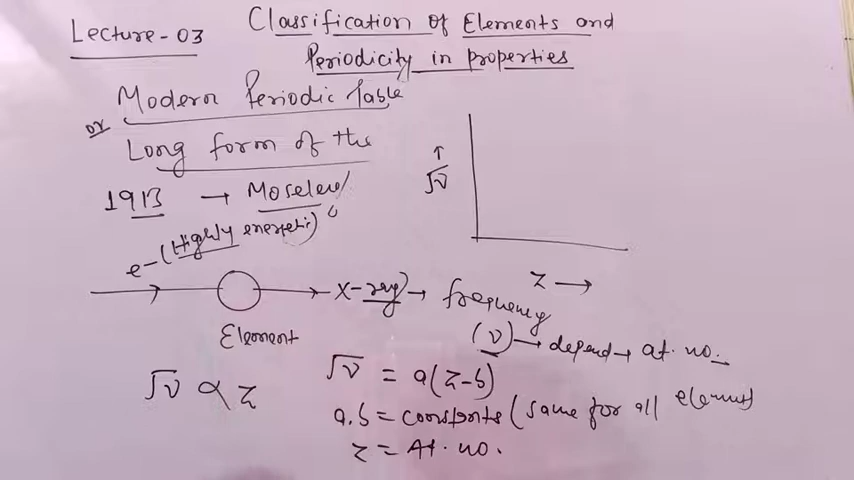 Lecture-03
Classification of Elements and
Periodicity in properties
Modern Periodic Table
or
Long form of the
1913 → Moseley
√ν ↑
z →
e- (Highly energetic)
→ X-ray → frequency
Element
(ν) → depend → at. no.
√ν ∝ z
√ν = a(z-b)
a,b = constants (same for all elements
z = At. no.